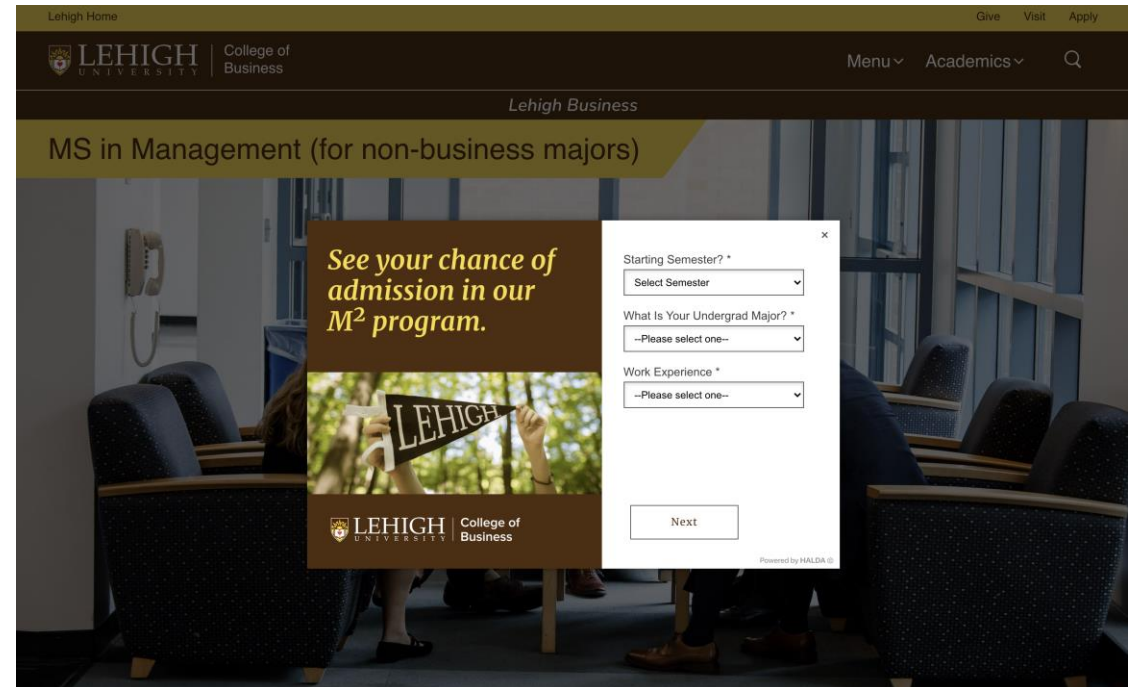 Lehigh Home
Give Visit Apply
LEHIGH
UNIVERSITY
College of
Business
Menu Academics
Lehigh Business
MS in Management (for non-business majors)
See your chance of
admission in our
M² program.
LEHIGH
LEHIGH
UNIVERSITY
College of
Business
×
Starting Semester? *
Select Semester
What Is Your Undergrad Major? *
--Please select one--
Work Experience *
--Please select one--
Next
Powered by HALDA